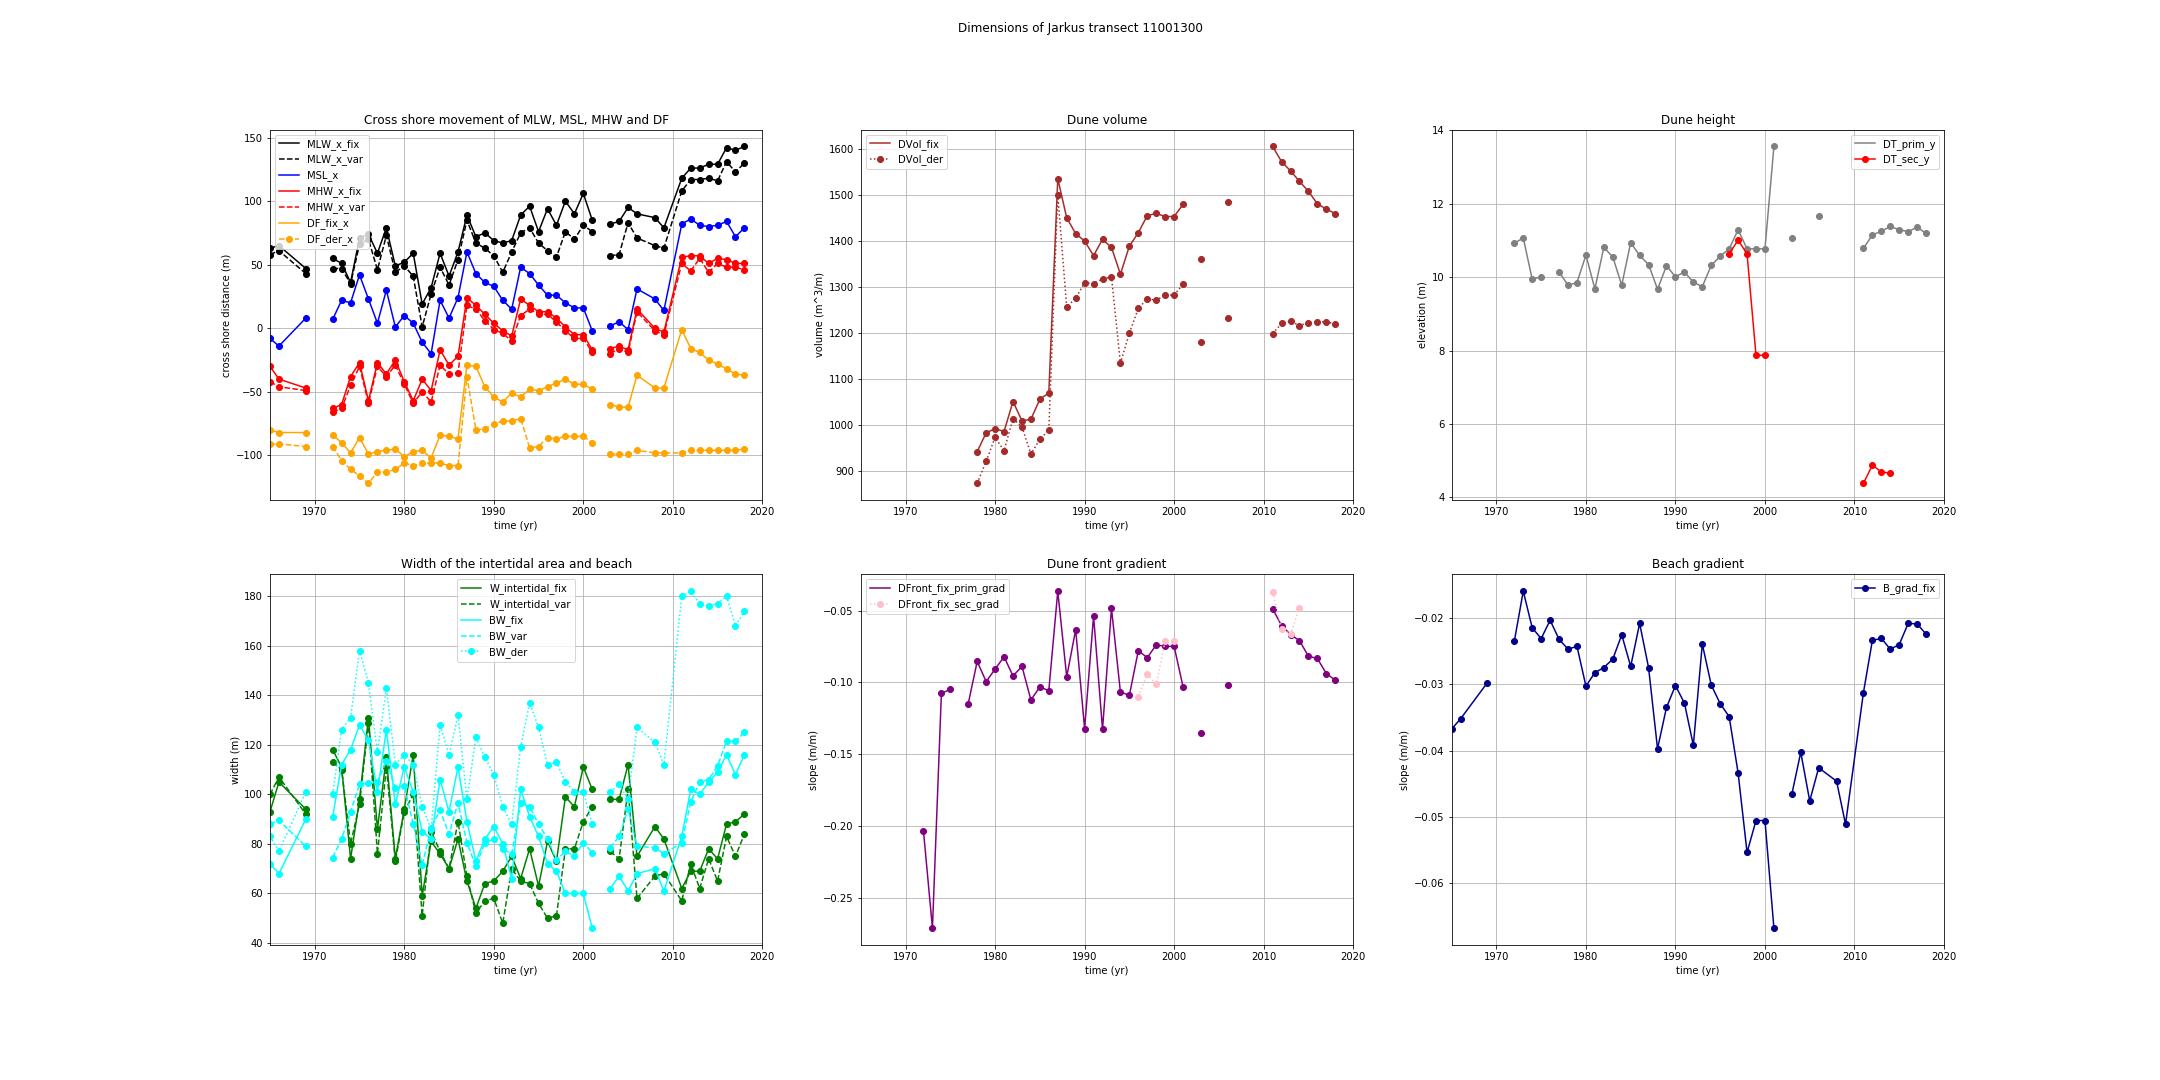 Dimensions of Jarkus transect 11001300
Cross shore movement of MLW, MSL, MHW and DF
150
100
50
0
−50
−100
cross shore distance (m)
MLW_x_fix
MLW_x_var
MSL_x
MHW_x_fix
MHW_x_var
DF_fix_x
DF_der_x
1970 1980 1990 2000 2010 2020
time (yr)
Dune volume
1600
1500
1400
1300
1200
1100
1000
900
volume (m^3/m)
DVol_fix
DVol_der
1970 1980 1990 2000 2010 2020
time (yr)
Dune height
14
12
10
8
6
4
elevation (m)
DT_prim_y
DT_sec_y
1970 1980 1990 2000 2010 2020
time (yr)
Width of the intertidal area and beach
180
160
140
120
100
80
60
40
width (m)
W_intertidal_fix
W_intertidal_var
BW_fix
BW_var
BW_der
1970 1980 1990 2000 2010 2020
time (yr)
Dune front gradient
−0.05
−0.10
−0.15
−0.20
−0.25
slope (m/m)
DFront_fix_prim_grad
DFront_fix_sec_grad
1970 1980 1990 2000 2010 2020
time (yr)
Beach gradient
−0.02
−0.03
−0.04
−0.05
−0.06
slope (m/m)
B_grad_fix
1970 1980 1990 2000 2010 2020
time (yr)